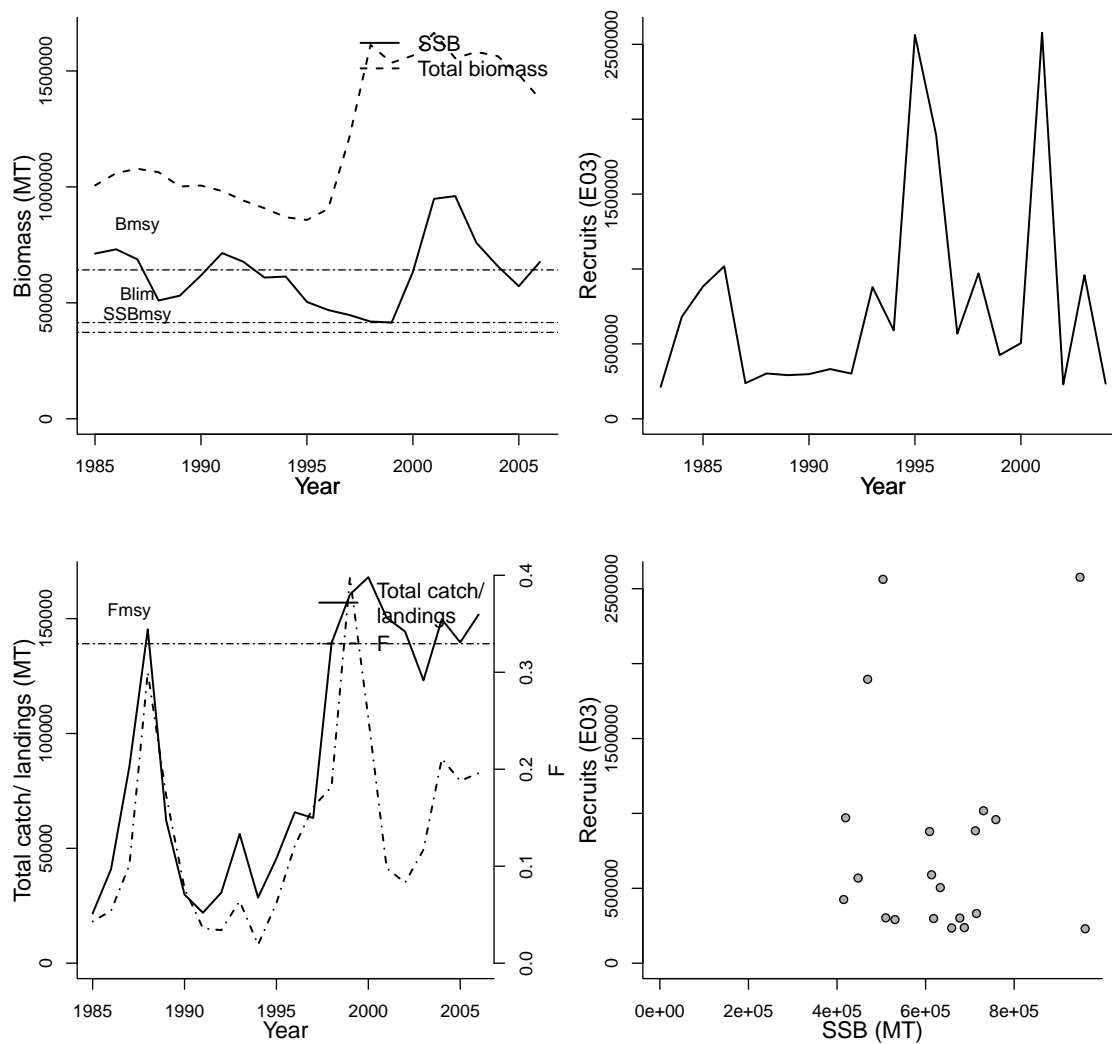 SSB
Total biomass
Biomass (MT)
1500000
1000000
500000
0
Bmsy
Blim
SSBmsy
1985
1990
1995
2000
2005
Year
Recruits (E03)
2500000
1500000
500000
0
1985
1990
1995
2000
Year
Total catch/
landings
F
Fmsy
Total catch/ landings (MT)
150000
100000
50000
0
0.4
0.3
0.2
0.1
0.0
F
1985
1990
1995
2000
2005
Year
Recruits (E03)
2500000
1500000
500000
0
0e+00
2e+05
4e+05
6e+05
8e+05
SSB (MT)